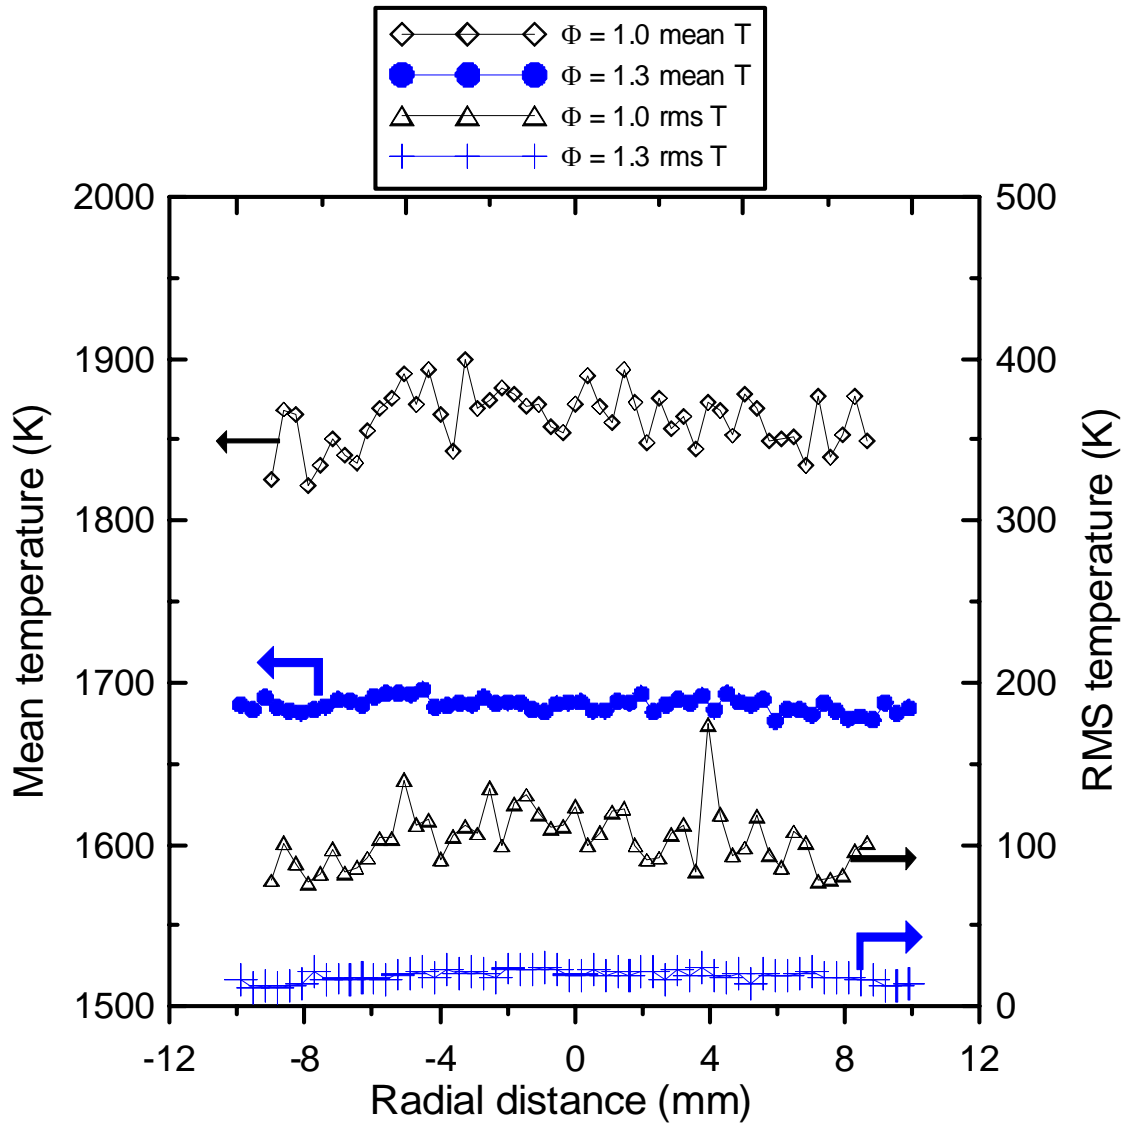 Φ = 1.0 mean T
Φ = 1.3 mean T
Φ = 1.0 rms T
Φ = 1.3 rms T
2000
1900
1800
1700
1600
1500
Mean temperature (K)
500
400
300
200
100
0
RMS temperature (K)
-12 -8 -4 0 4 8 12
Radial distance (mm)